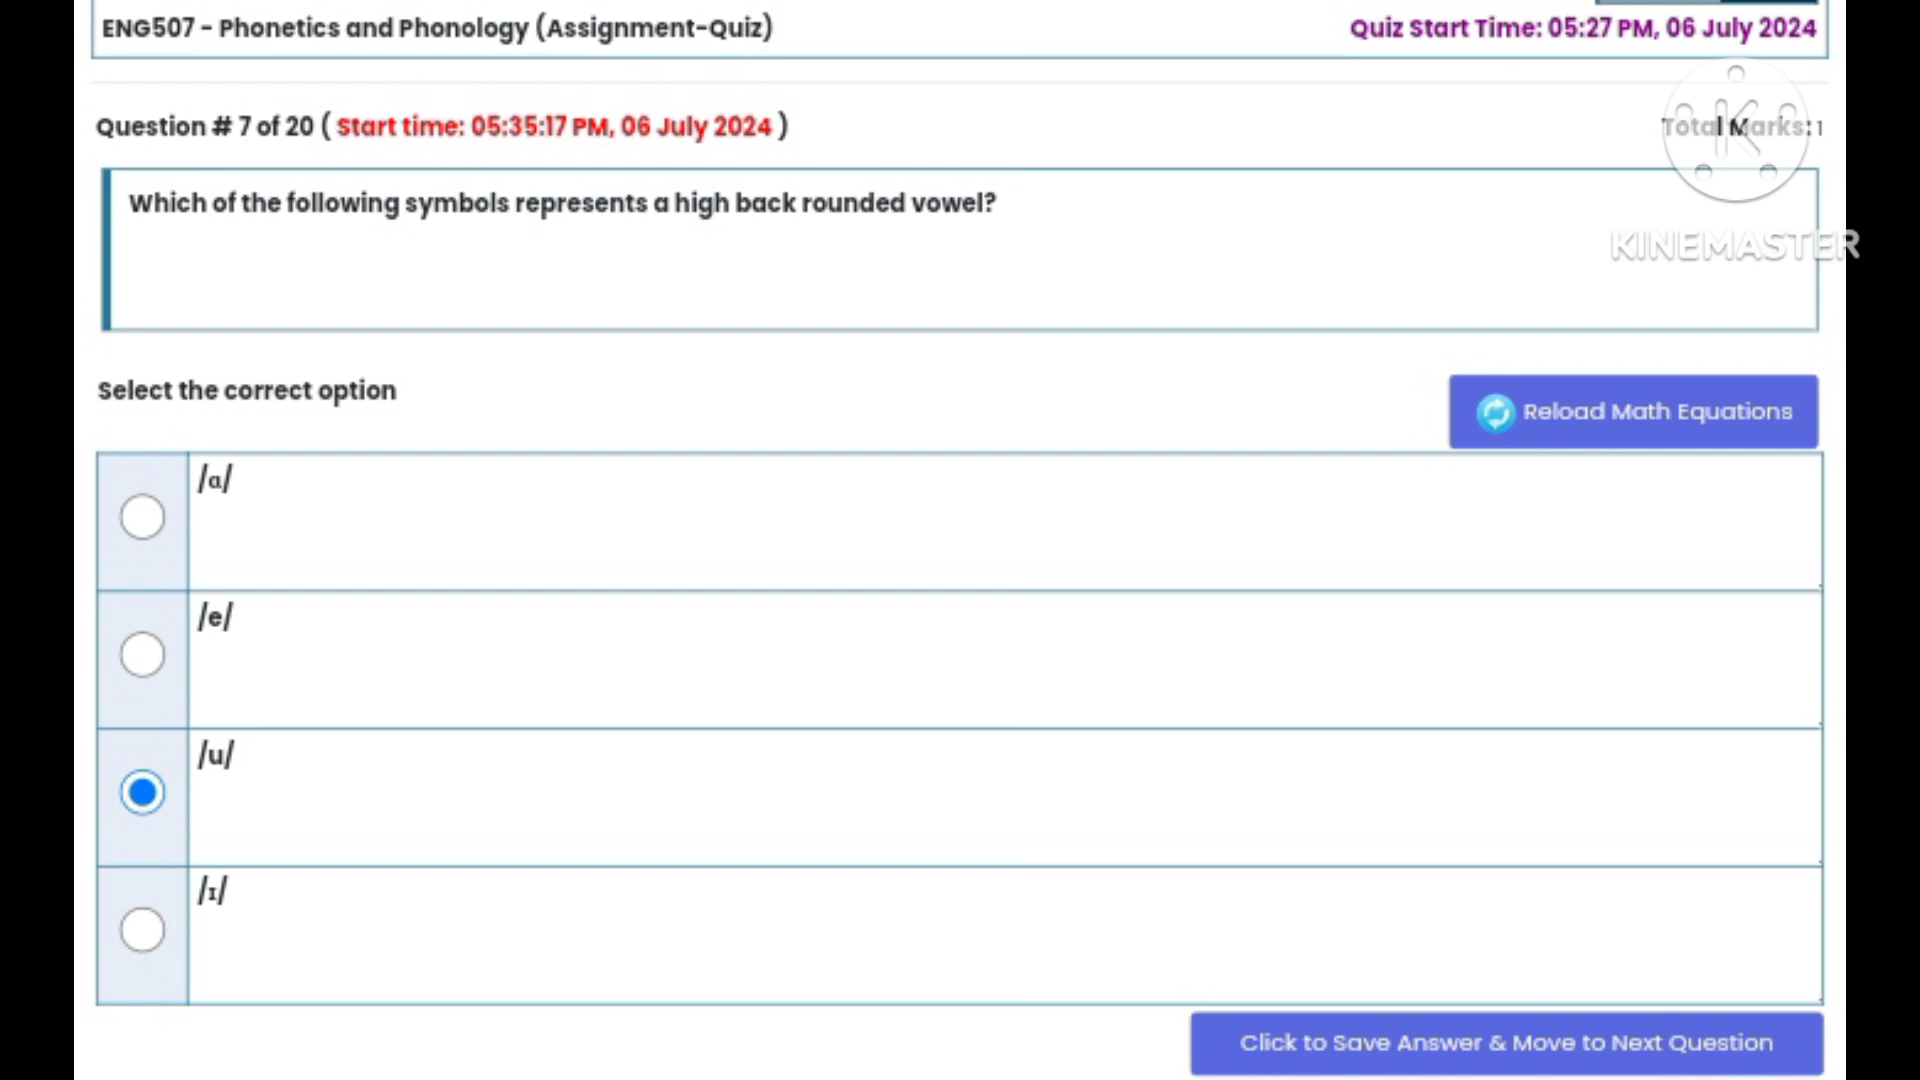 ENG507 - Phonetics and Phonology (Assignment-Quiz)
Quiz Start Time: 05:27 PM, 06 July 2024
Question # 7 of 20 ( Start time: 05:35:17 PM, 06 July 2024 )
Total Marks: 1
Which of the following symbols represents a high back rounded vowel?
KINEMASTER
Select the correct option
Reload Math Equations
/ɑ/
/e/
/u/
/ɪ/
Click to Save Answer & Move to Next Question